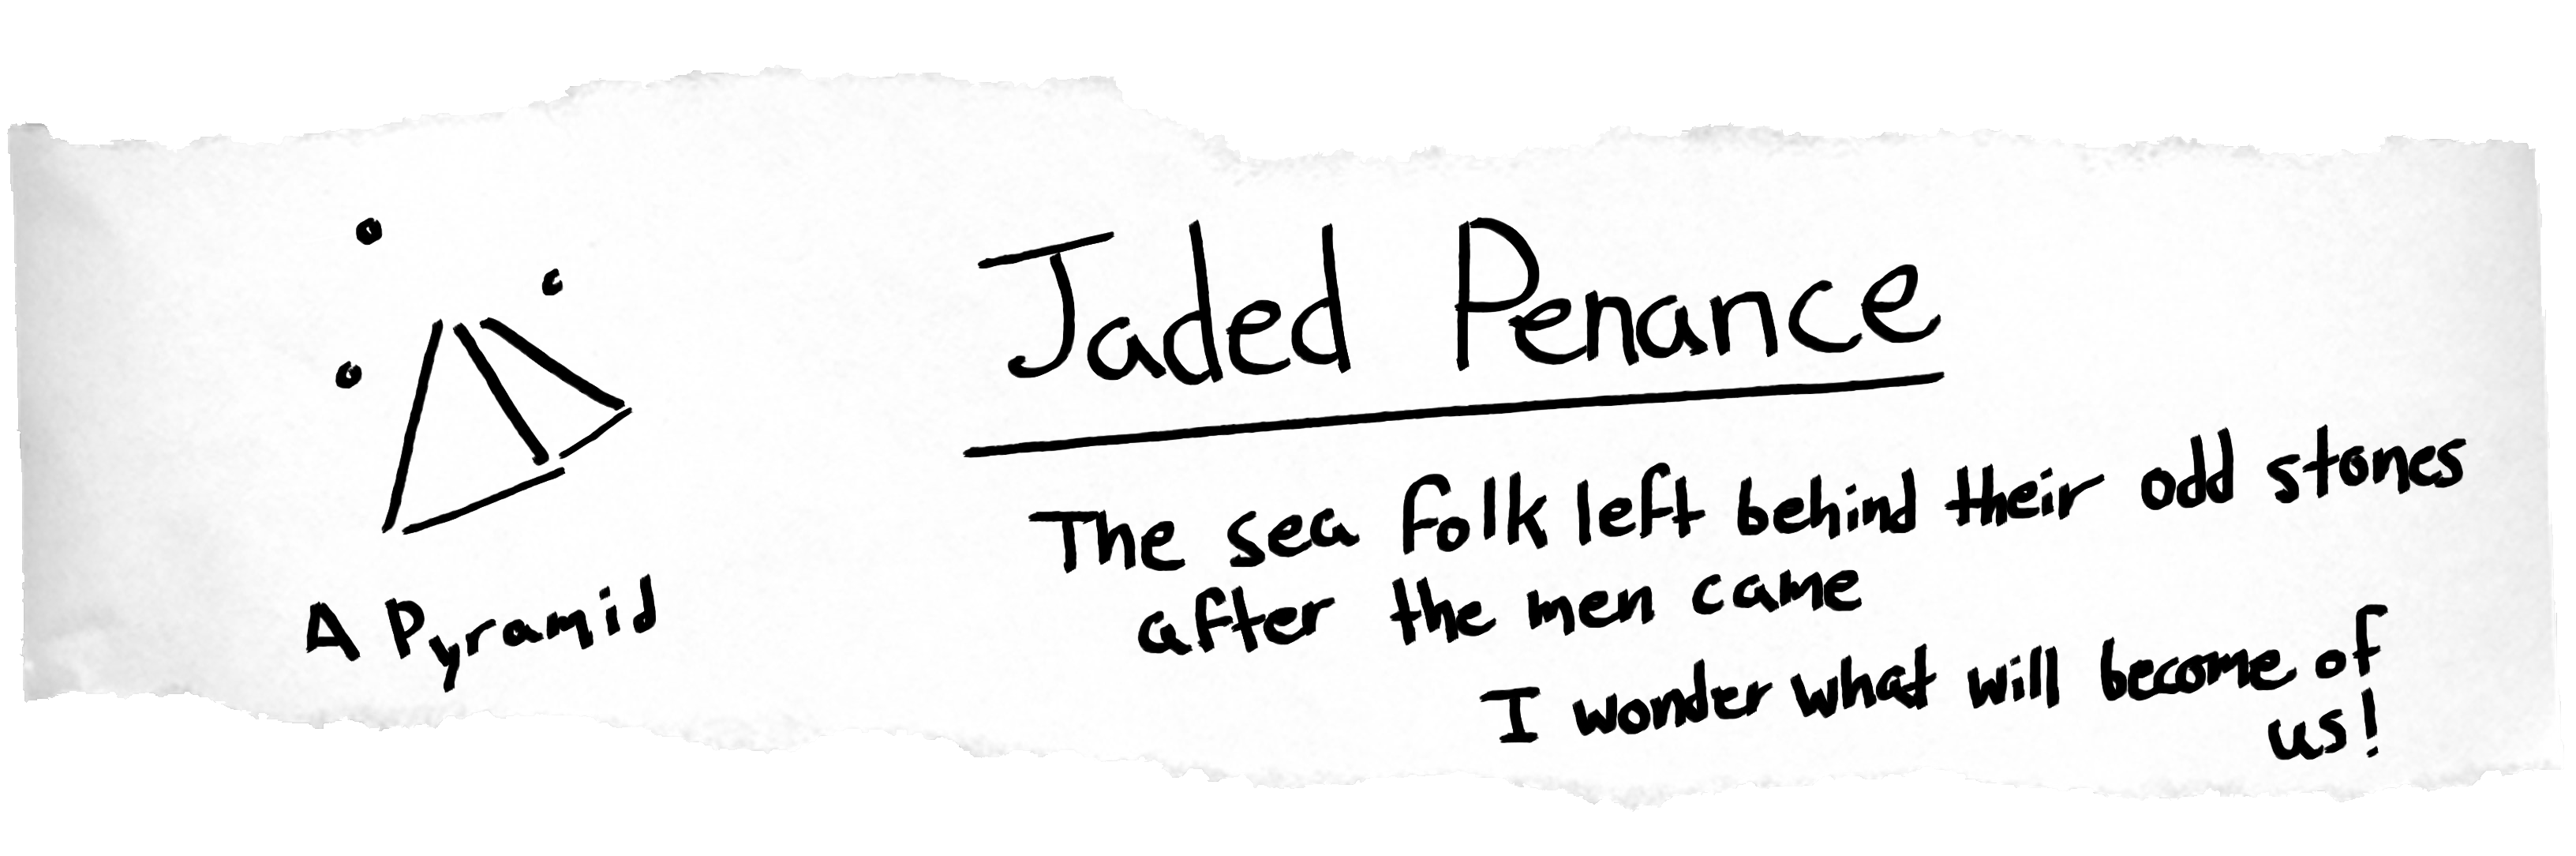 Jaded Penance
The sea folk left behind their odd stones
after the men came
I wonder what will become of
us!
A Pyramid